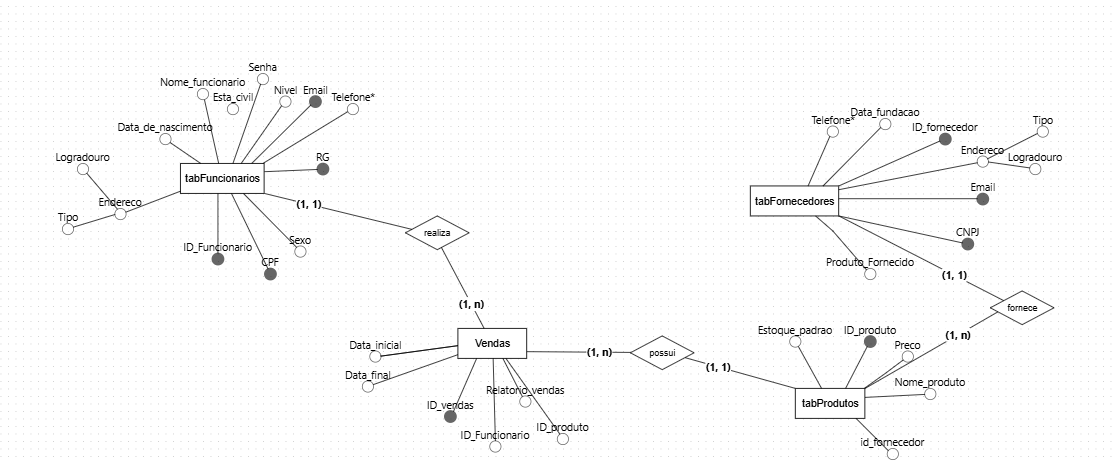 Senha
Nome_funcionario
Esta_civil
Nivel
Email
Telefone*
Data_de_nascimento
Logradouro
RG
tabFuncionarios
Endereco
Tipo
(1, 1)
ID_Funcionario
CPF
Sexo
realiza
(1, n)
Data_inicial
Vendas
Data_final
Relatorio_vendas
ID_vendas
ID_Funcionario
ID_produto
(1, n)
possui
(1, 1)
Telefone*
Data_fundacao
ID_fornecedor
Tipo
Endereco
Logradouro
tabFornecedores
Email
CNPJ
Produto_Fornecido
(1, 1)
fornece
(1, n)
Estoque_padrao
ID_produto
Preco
Nome_produto
tabProdutos
id_fornecedor